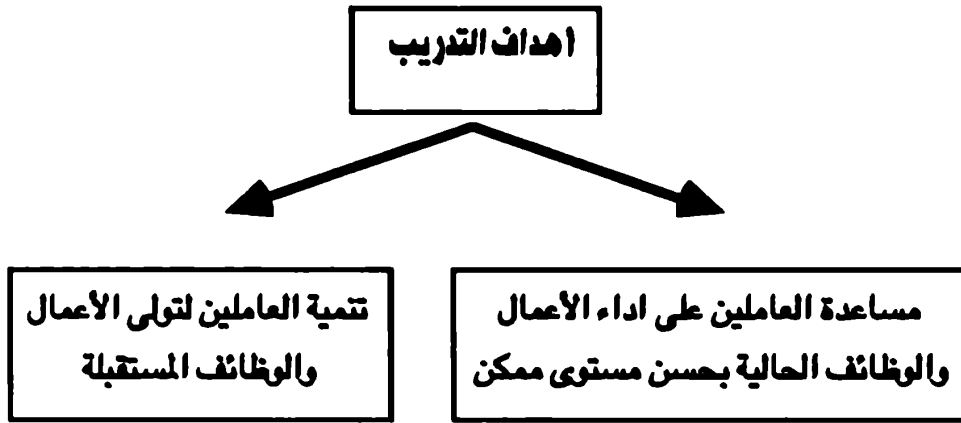 اهداف التدريب
مساعدة العاملين على اداء الأعمال
والوظائف الحالية بحسن مستوى ممكن
تنمية العاملين لتولى الأعمال
والوظائف المستقبلة